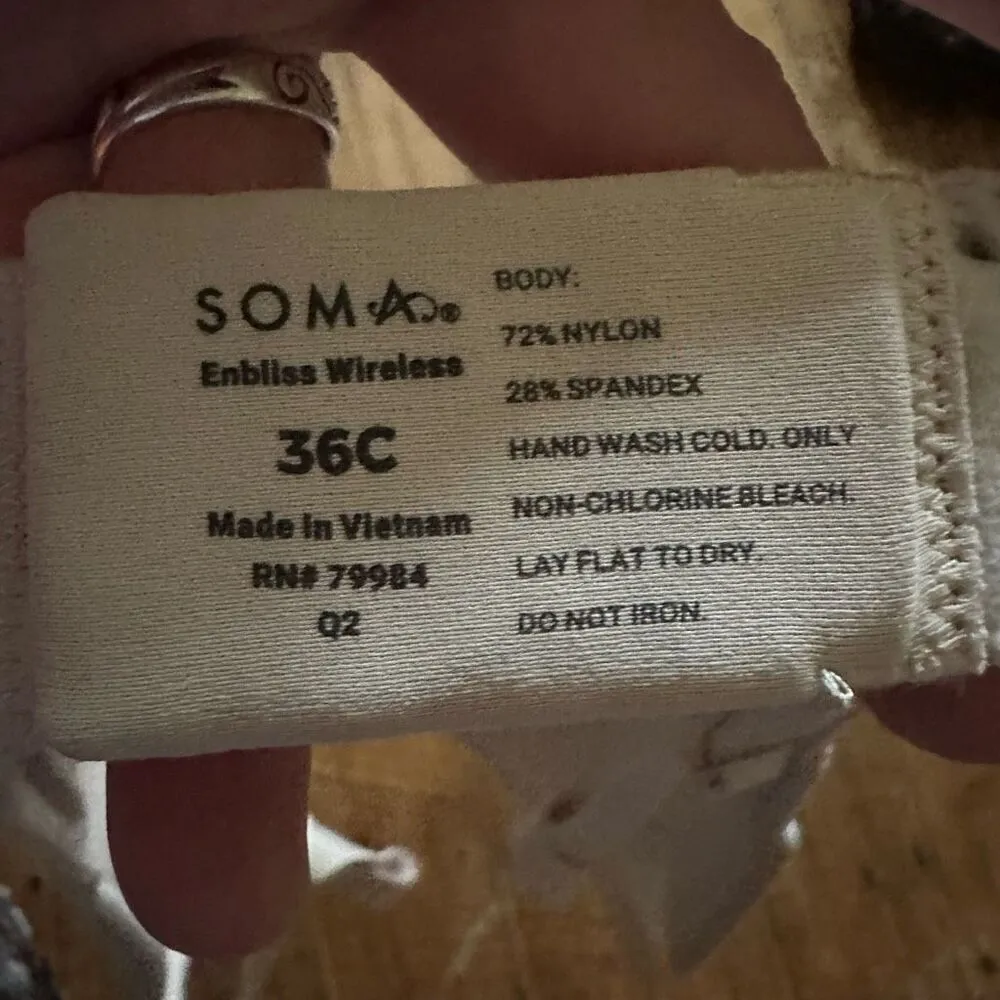 SOMA®
Enbliss Wireless
36C
Made in Vietnam
RN# 79984
Q2
BODY:
72% NYLON
28% SPANDEX
HAND WASH COLD. ONLY
NON-CHLORINE BLEACH.
LAY FLAT TO DRY.
DO NOT IRON.